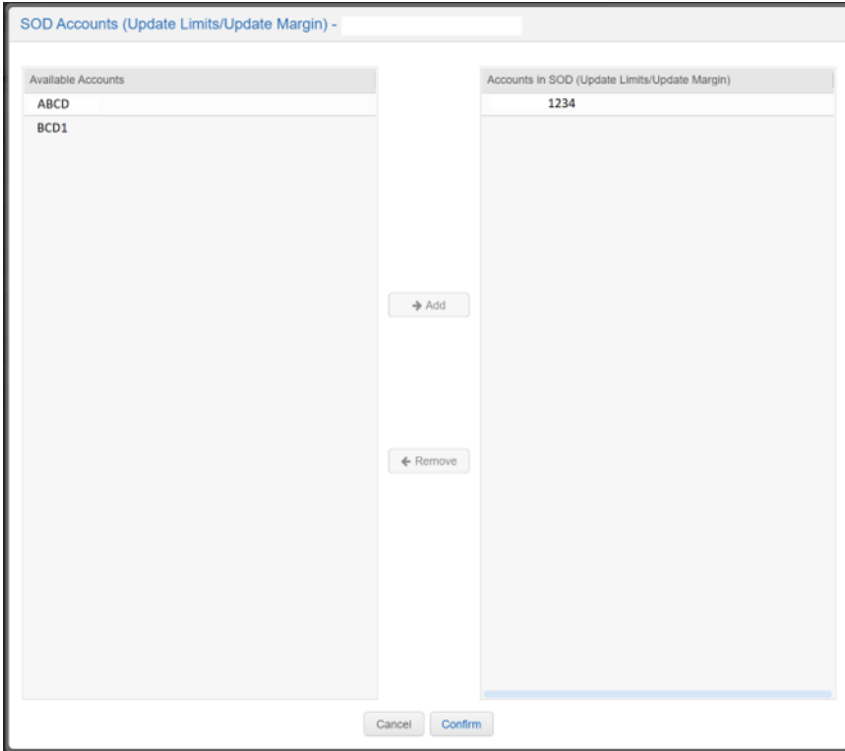 SOD Accounts (Update Limits/Update Margin) -
Available Accounts
ABCD
BCD1
Accounts in SOD (Update Limits/Update Margin)
1234
→ Add
← Remove
Cancel
Confirm